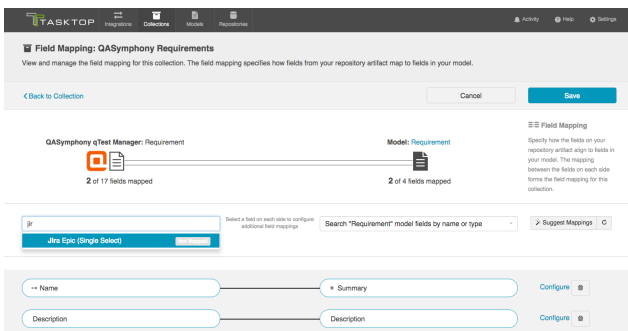 TASKTOP
Integrations
Collections
Models
Repositories
Activity
Help
Settings
Field Mapping: QASymphony Requirements
View and manage the field mapping for this collection. The field mapping specifies how fields from your repository artifact map to fields in your model.
Back to Collection
Cancel
Save
QASymphony qTest Manager: Requirement
2 of 17 fields mapped
Model: Requirement
2 of 4 fields mapped
Field Mapping
Specify how the fields on your
repository artifact align to fields in
your model. The mapping
between the fields on each side
forms the field mapping for this
collection.
jir
Select a field on each side to configure
additional field mappings
Search "Requirement" model fields by name or type
Suggest Mappings
Jira Epic (Single Select)
Not Mapped
Name
Summary
Configure
Description
Description
Configure